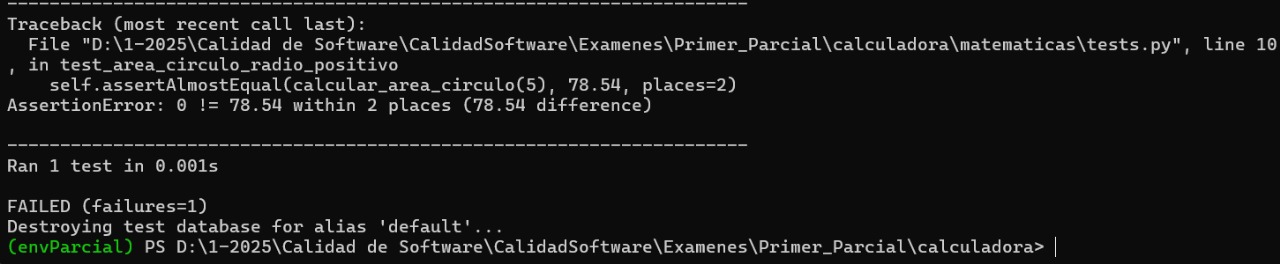 ----------------------------------------------------------------------
Traceback (most recent call last):
  File "D:\1-2025\Calidad de Software\CalidadSoftware\Examenes\Primer_Parcial\calculadora\matematicas\tests.py", line 10
, in test_area_circulo_radio_positivo
    self.assertAlmostEqual(calcular_area_circulo(5), 78.54, places=2)
AssertionError: 0 != 78.54 within 2 places (78.54 difference)

----------------------------------------------------------------------
Ran 1 test in 0.001s

FAILED (failures=1)
Destroying test database for alias 'default'...
(envParcial) PS D:\1-2025\Calidad de Software\CalidadSoftware\Examenes\Primer_Parcial\calculadora>